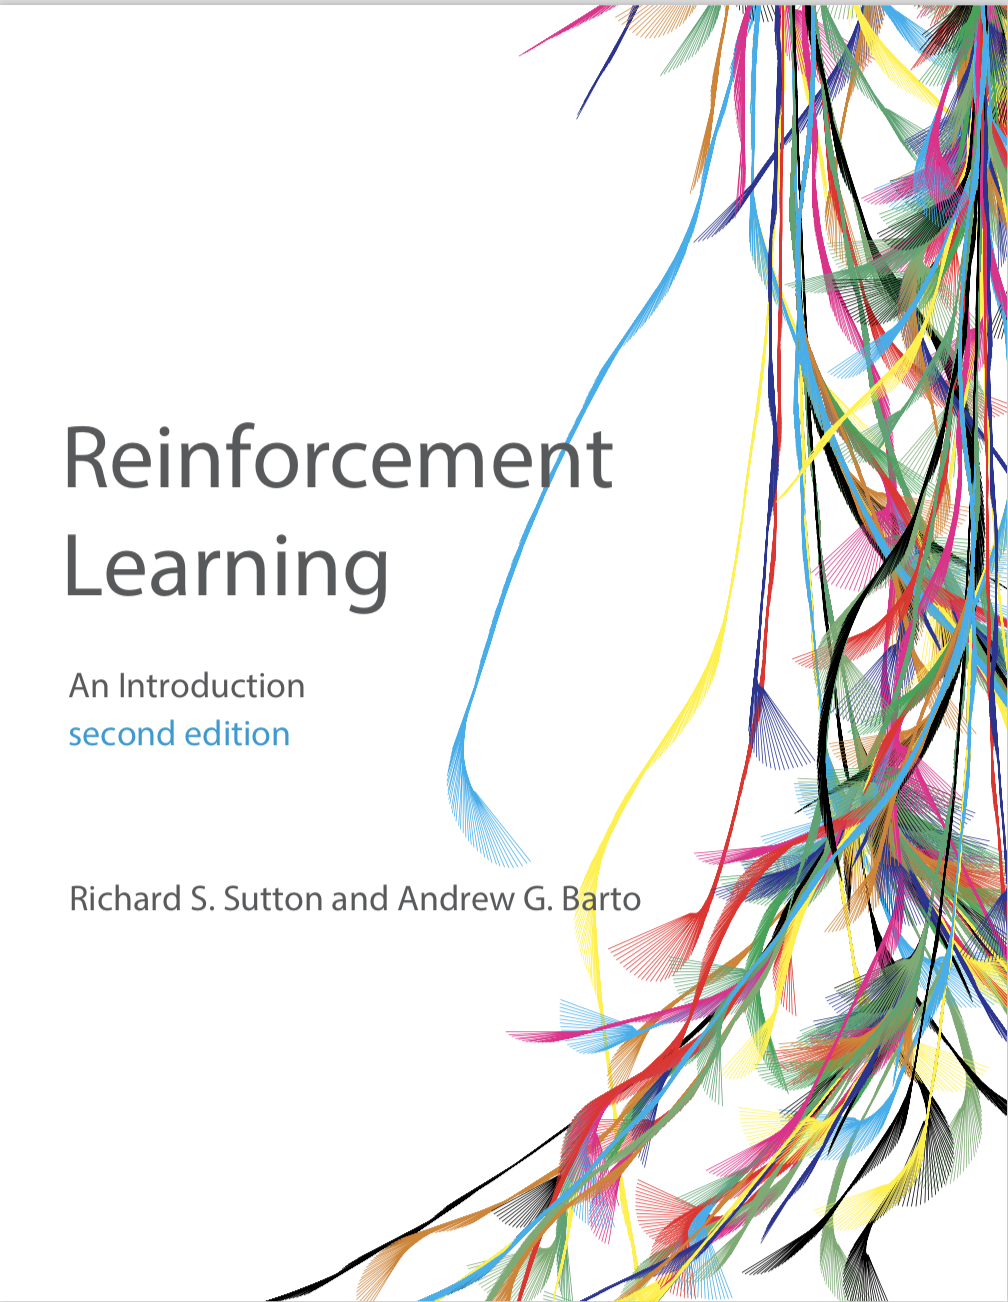 Reinforcement
Learning
An Introduction
second edition
Richard S. Sutton and Andrew G. Barto